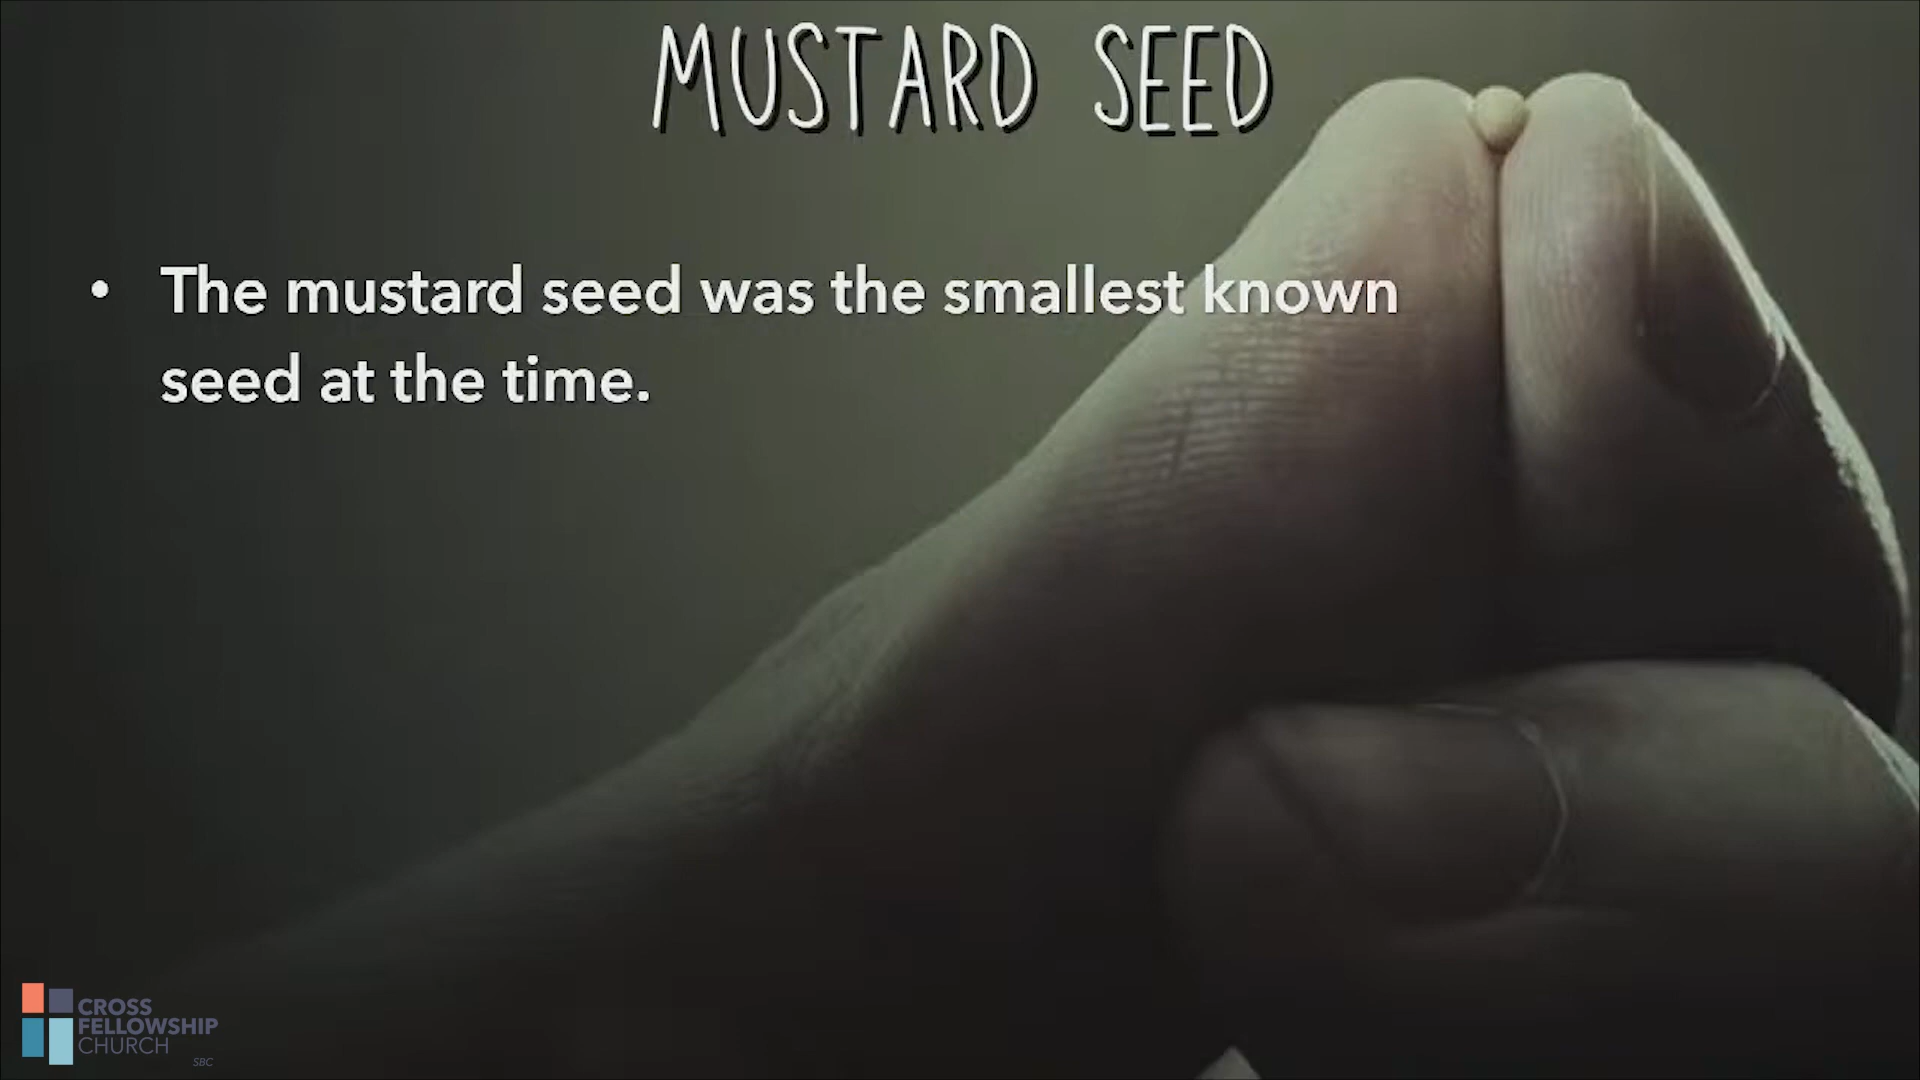 MUSTARD SEED
• The mustard seed was the smallest known
seed at the time.
CROSS
FELLOWSHIP
CHURCH
SBC